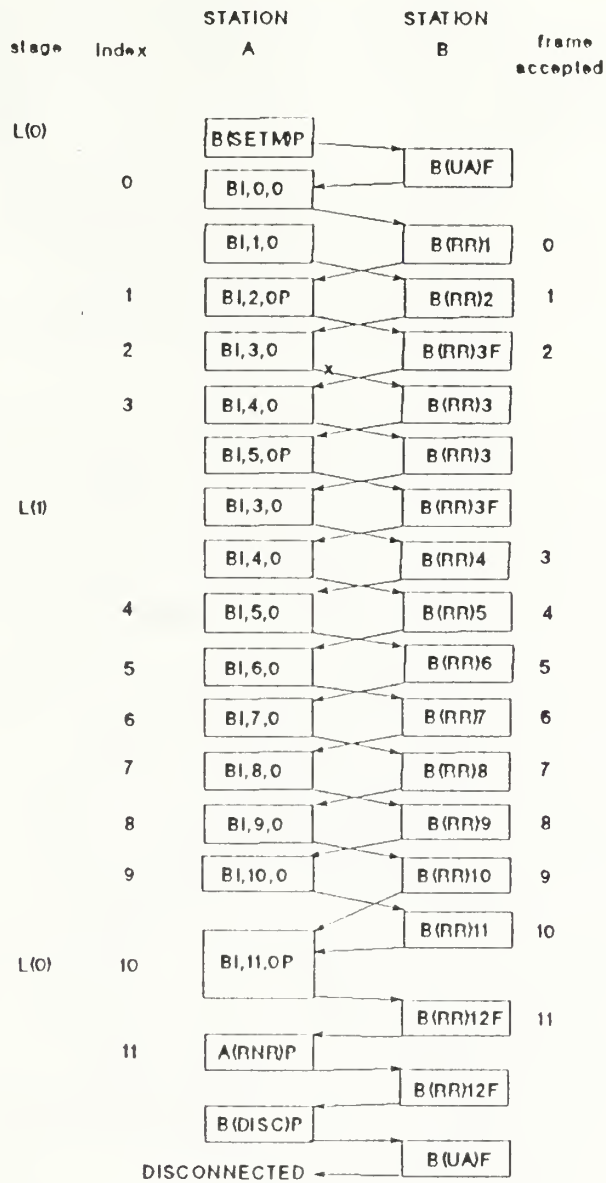 STATION STATION
stage Index A B frame accepted
L(0) B(SETM)P
B(UA)F
0 BI,0,0
BI,1,0 B(RR)1 0
1 BI,2,0P B(RR)2 1
2 BI,3,0 B(RR)3F 2
x
3 BI,4,0 B(RR)3
BI,5,0P B(RR)3
L(1) BI,3,0 B(RR)3F
BI,4,0 B(RR)4 3
4 BI,5,0 B(RR)5 4
5 BI,6,0 B(RR)6 5
6 BI,7,0 B(RR)7 6
7 BI,8,0 B(RR)8 7
8 BI,9,0 B(RR)9 8
9 BI,10,0 B(RR)10 9
B(RR)11 10
L(0) 10 BI,11,0P
B(RR)12F 11
11 A(RNR)P
B(RR)12F
B(DISC)P
B(UA)F
DISCONNECTED